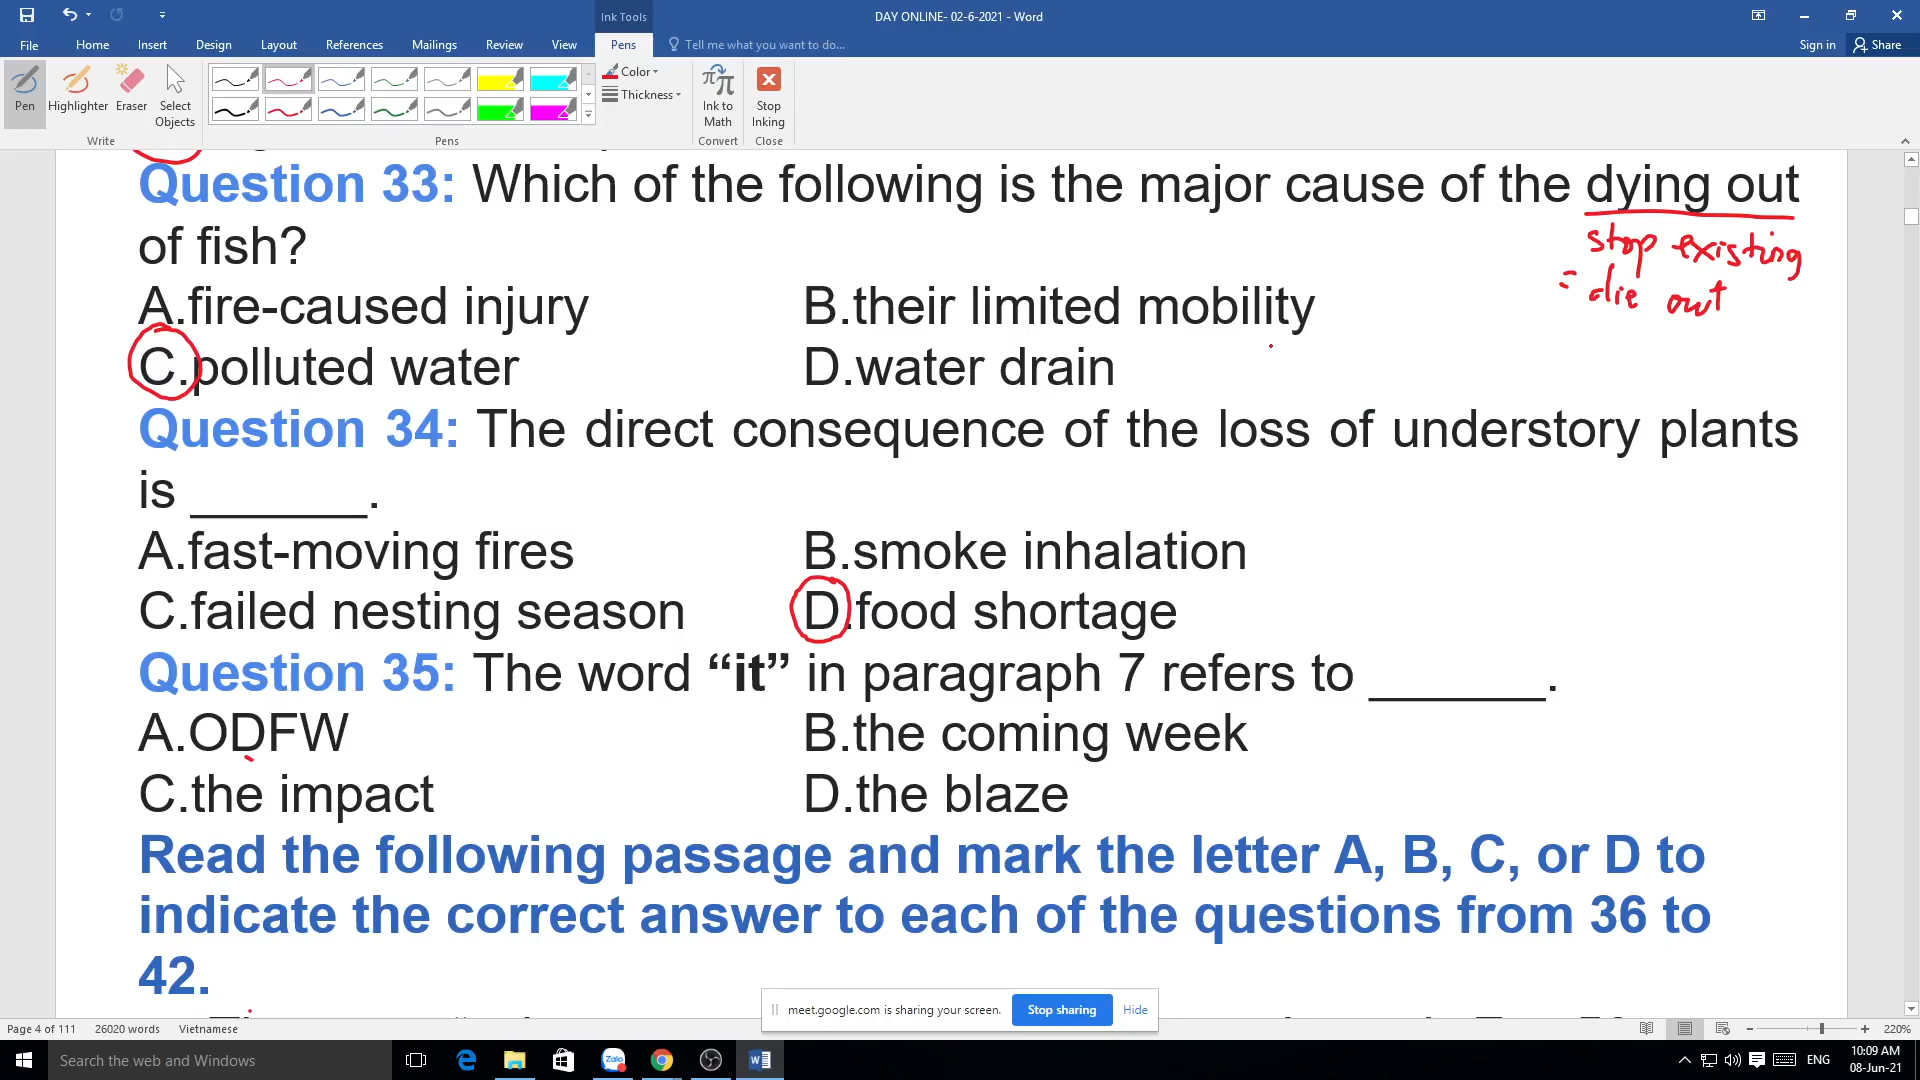 DAY ONLINE- 02-6-2021 - Word
Ink Tools
File
Home
Insert
Design
Layout
References
Mailings
Review
View
Pens
Tell me what you want to do...
Sign in
Share
Pen
Highlighter
Eraser
Select Objects
Color
Thickness
Ink to Math
Stop Inking
Write
Pens
Convert
Close
Question 33: Which of the following is the major cause of the dying out
of fish?
stop existing
= die out
A.fire-caused injury B.their limited mobility
C.polluted water D.water drain
Question 34: The direct consequence of the loss of understory plants
is ______.
A.fast-moving fires B.smoke inhalation
C.failed nesting season D.food shortage
Question 35: The word “it” in paragraph 7 refers to ______.
A.ODFW B.the coming week
C.the impact D.the blaze
Read the following passage and mark the letter A, B, C, or D to
indicate the correct answer to each of the questions from 36 to
42.
meet.google.com is sharing your screen. Stop sharing Hide
Page 4 of 111 26020 words Vietnamese
220%
Search the web and Windows
Zalo
ENG
10:09 AM
08-Jun-21